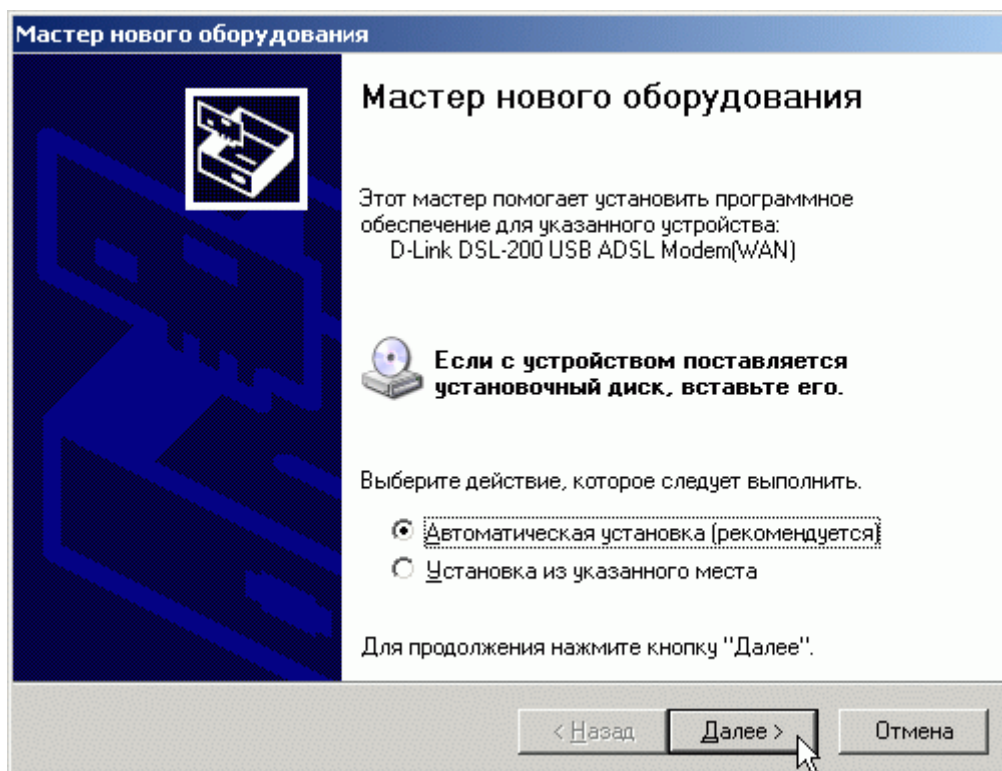 Мастер нового оборудования
Мастер нового оборудования
Этот мастер помогает установить программное
обеспечение для указанного устройства:
D-Link DSL-200 USB ADSL Modem(WAN)
Если с устройством поставляется
установочный диск, вставьте его.
Выберите действие, которое следует выполнить.
Автоматическая установка (рекомендуется)
Установка из указанного места
Для продолжения нажмите кнопку "Далее".
< Назад
Далее >
Отмена